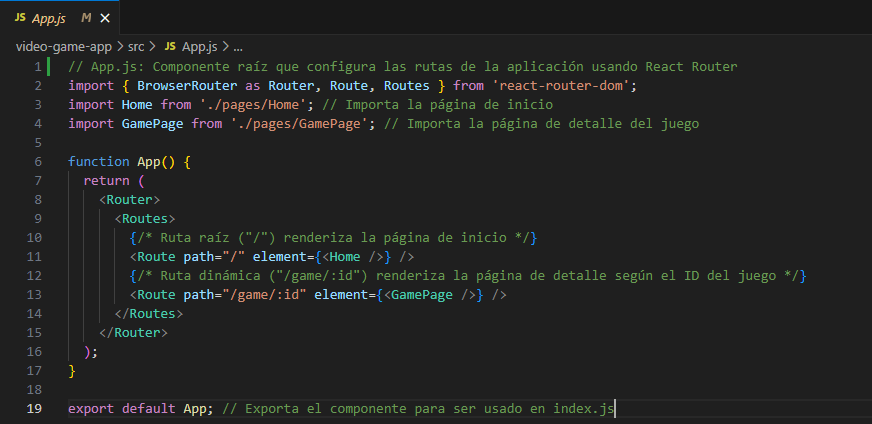 JS App.js M ×
video-game-app > src > JS App.js > ...
1 // App.js: Componente raíz que configura las rutas de la aplicación usando React Router
2 import { BrowserRouter as Router, Route, Routes } from 'react-router-dom';
3 import Home from './pages/Home'; // Importa la página de inicio
4 import GamePage from './pages/GamePage'; // Importa la página de detalle del juego
5
6 function App() {
7   return (
8     <Router>
9       <Routes>
10         {/* Ruta raíz ("/") renderiza la página de inicio */}
11         <Route path="/" element={<Home />} />
12         {/* Ruta dinámica ("/game/:id") renderiza la página de detalle según el ID del juego */}
13         <Route path="/game/:id" element={<GamePage />} />
14       </Routes>
15     </Router>
16   );
17 }
18
19 export default App; // Exporta el componente para ser usado en index.js